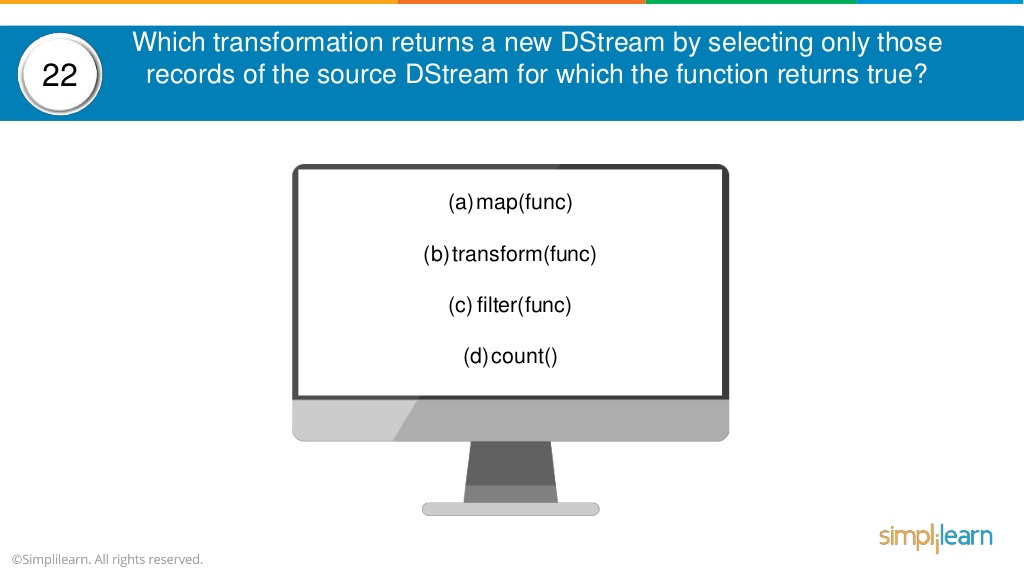 22
Which transformation returns a new DStream by selecting only those
records of the source DStream for which the function returns true?
(a) map(func)
(b) transform(func)
(c) filter(func)
(d) count()
simplilearn
©Simplilearn. All rights reserved.